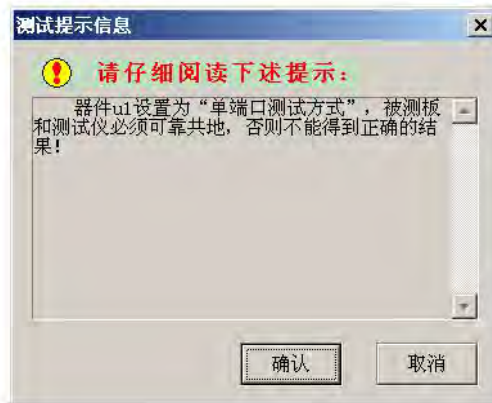 测试提示信息
请仔细阅读下述提示：
器件u1设置为“单端口测试方式”，被测板
和测试仪必须可靠共地，否则不能得到正确的结
果！
确认
取消